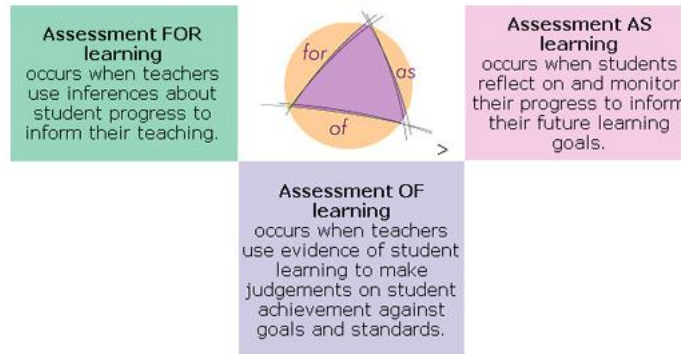 Assessment FOR
learning
occurs when teachers
use inferences about
student progress to
inform their teaching.
for
as
of
>
Assessment AS
learning
occurs when students
reflect on and monitor
their progress to inform
their future learning
goals.
Assessment OF
learning
occurs when teachers
use evidence of student
learning to make
judgements on student
achievement against
goals and standards.